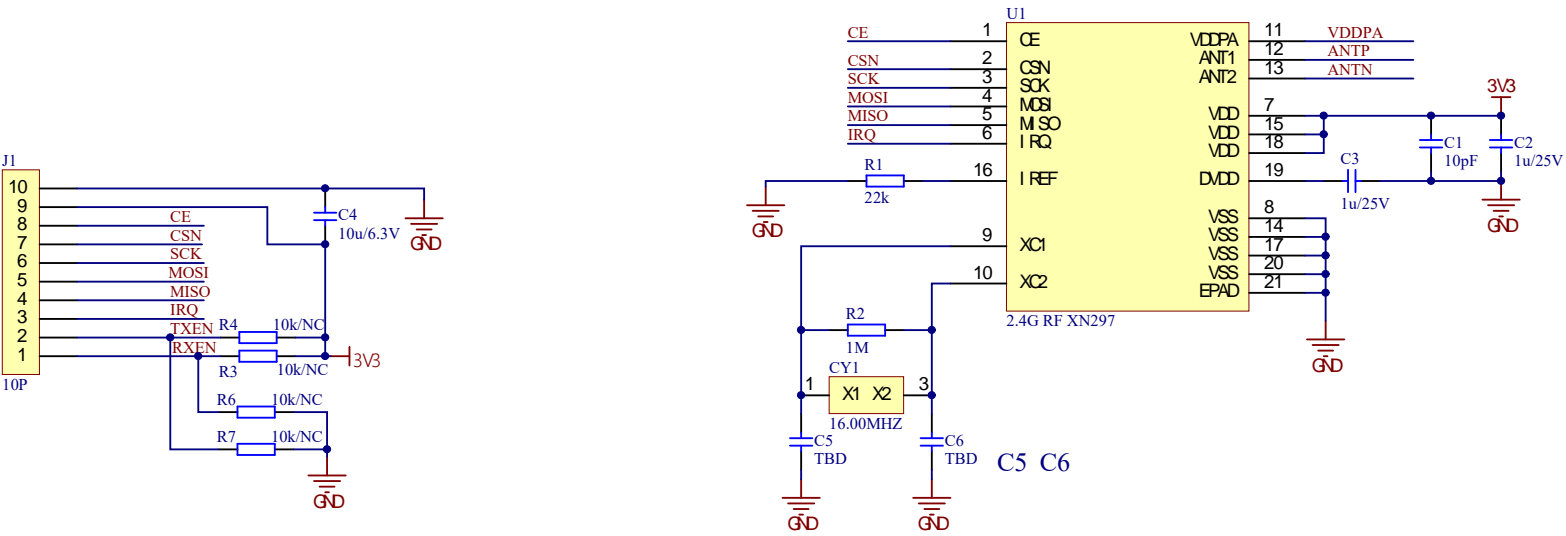 J1
10
9
8
7
6
5
4
3
2
1
10P
CE
CSN
SCK
MOSI
MISO
IRQ
TXEN
RXEN
C4
10u/6.3V
GND
R4
10k/NC
R3
10k/NC
3V3
R6
10k/NC
R7
10k/NC
GND
U1
CE 1 CE
CSN 2 CSN
SCK 3 SCK
MOSI 4 MOSI
MISO 5 MISO
IRQ 6 IRQ
R1
22k
GND
16 IREF
9 XC1
10 XC2
VDDPA 11 VDDPA
ANT1 12 ANTP
ANT2 13 ANTN
VDD 7
VDD 15
VDD 18
DVDD 19
VSS 8
VSS 14
VSS 17
VSS 20
EPAD 21
2.4G RF XN297
3V3
C1
10pF
C2
1u/25V
C3
1u/25V
GND
GND
R2
1M
CY1
1 X1 X2 3
16.00MHZ
C5
TBD
C6
TBD
C5 C6
GND
GND